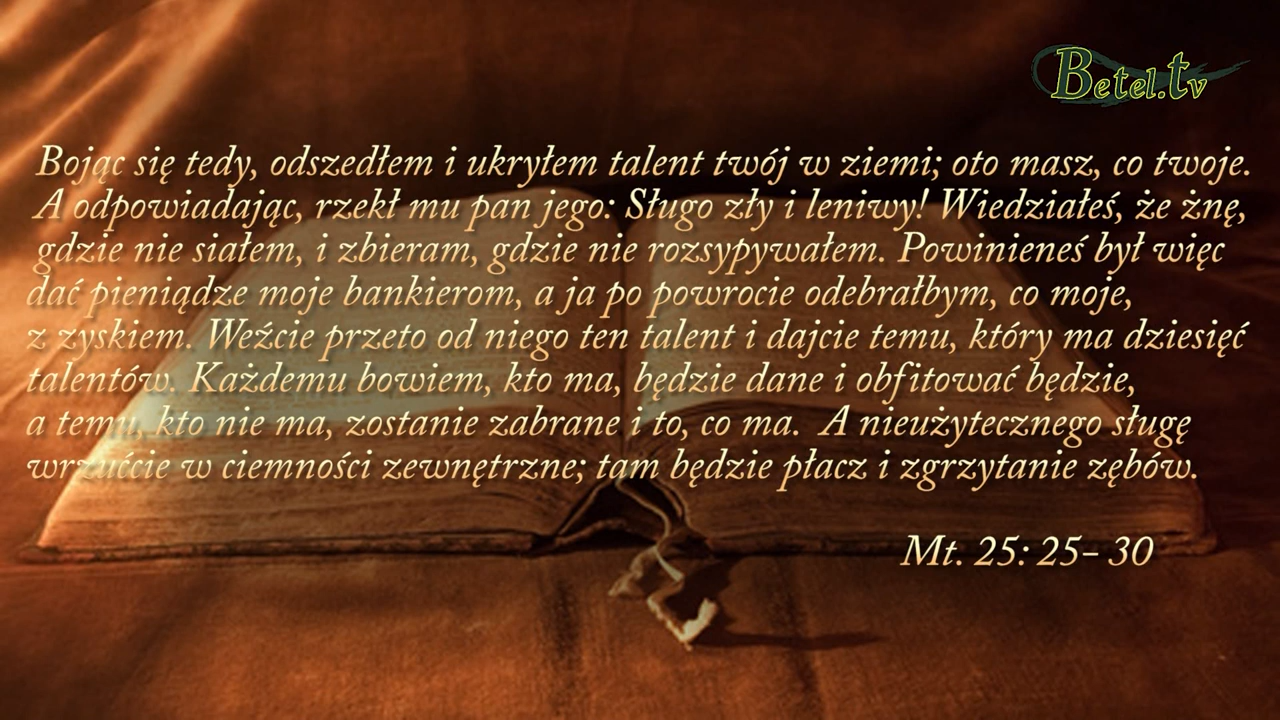 Betel.tv
Bojąc się tedy, odszedłem i ukryłem talent twój w ziemi; oto masz, co twoje.
A odpowiadając, rzekł mu pan jego: Sługo zły i leniwy! Wiedziałeś, że żnę,
gdzie nie siałem, i zbieram, gdzie nie rozsypywałem. Powinieneś był więc
dać pieniądze moje bankierom, a ja po powrocie odebrałbym, co moje,
z zyskiem. Weźcie przeto od niego ten talent i dajcie temu, który ma dziesięć
talentów. Każdemu bowiem, kto ma, będzie dane i obfitować będzie,
a temu, kto nie ma, zostanie zabrane i to, co ma. A nieużytecznego sługę
wrzućcie w ciemności zewnętrzne; tam będzie płacz i zgrzytanie zębów.
Mt. 25: 25– 30